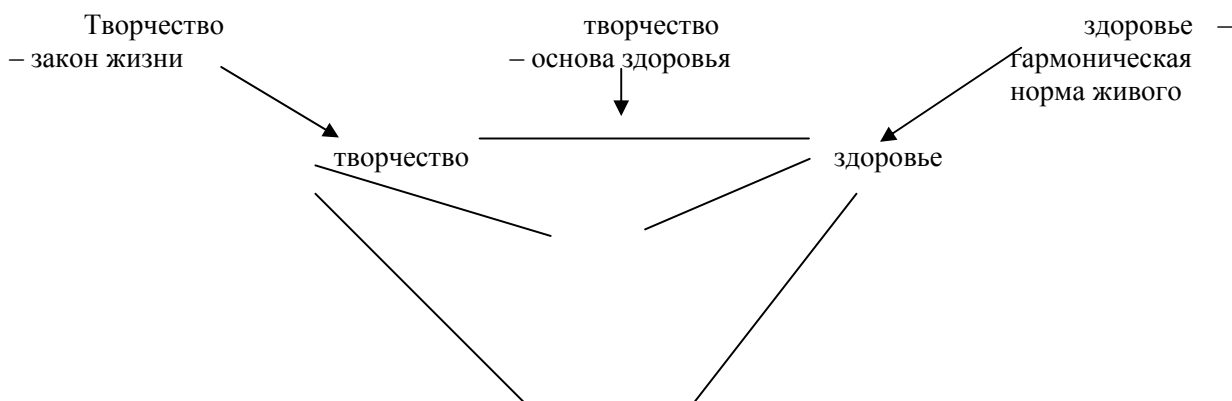 Творчество
– закон жизни
творчество
– основа здоровья
здоровье –
гармоническая
норма живого
творчество
здоровье